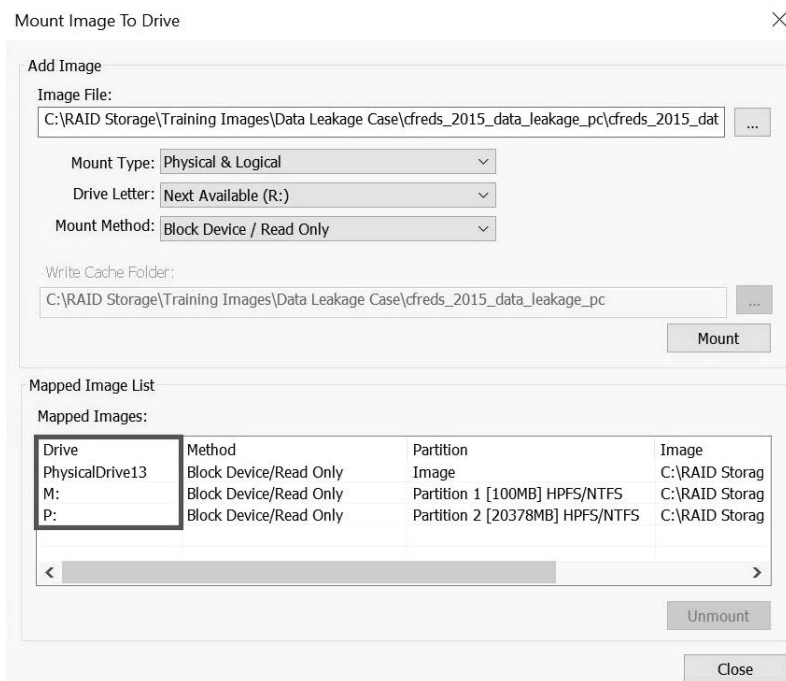 Mount Image To Drive
Add Image
Image File:
C:\RAID Storage\Training Images\Data Leakage Case\cfreds_2015_data_leakage_pc\cfreds_2015_dat ...
Mount Type: Physical & Logical
Drive Letter: Next Available (R:)
Mount Method: Block Device / Read Only
Write Cache Folder:
C:\RAID Storage\Training Images\Data Leakage Case\cfreds_2015_data_leakage_pc ...
Mount
Mapped Image List
Mapped Images:
Drive Method Partition Image
PhysicalDrive13 Block Device/Read Only Image C:\RAID Storag
M: Block Device/Read Only Partition 1 [100MB] HPFS/NTFS C:\RAID Storag
P: Block Device/Read Only Partition 2 [20378MB] HPFS/NTFS C:\RAID Storag
Unmount
Close